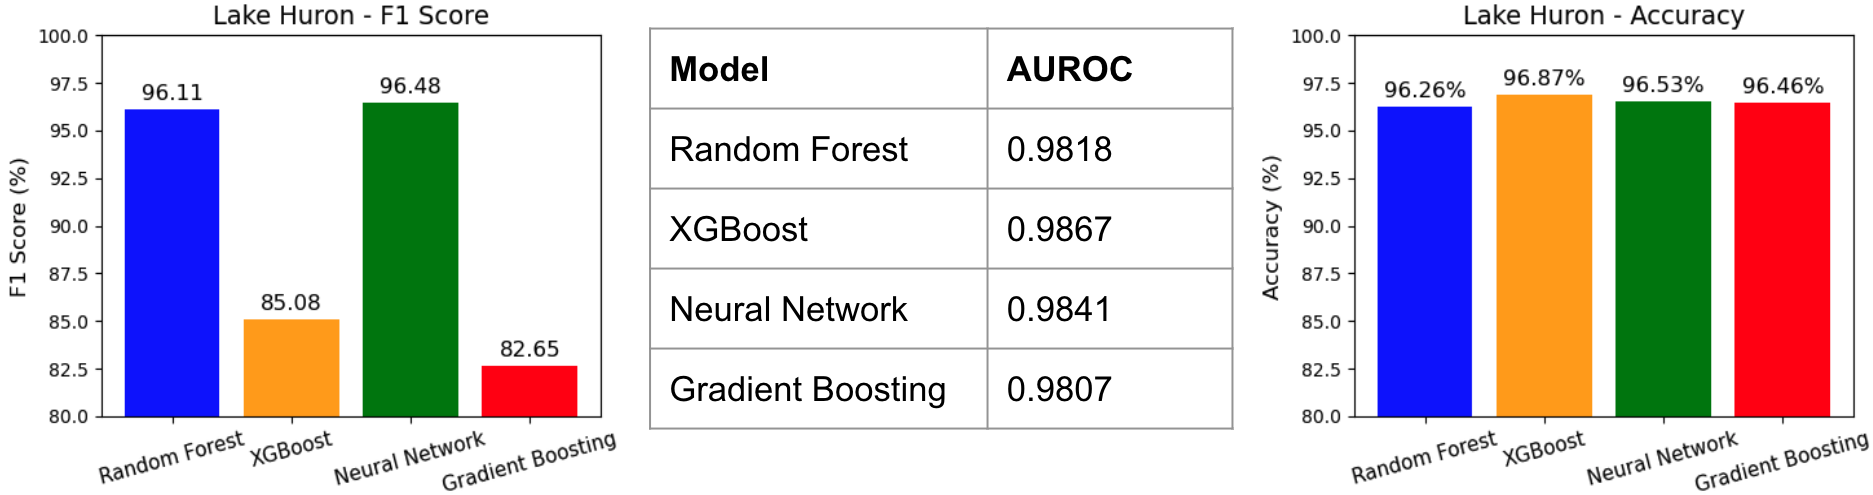 Lake Huron - F1 Score
F1 Score (%)
100.0
97.5
95.0
92.5
90.0
87.5
85.0
82.5
80.0
96.11
85.08
96.48
82.65
Random Forest
XGBoost
Neural Network
Gradient Boosting
Model AUROC
Random Forest 0.9818
XGBoost 0.9867
Neural Network 0.9841
Gradient Boosting 0.9807
Lake Huron - Accuracy
Accuracy (%)
100.0
97.5
95.0
92.5
90.0
87.5
85.0
82.5
80.0
96.26%
96.87%
96.53%
96.46%
Random Forest
XGBoost
Neural Network
Gradient Boosting